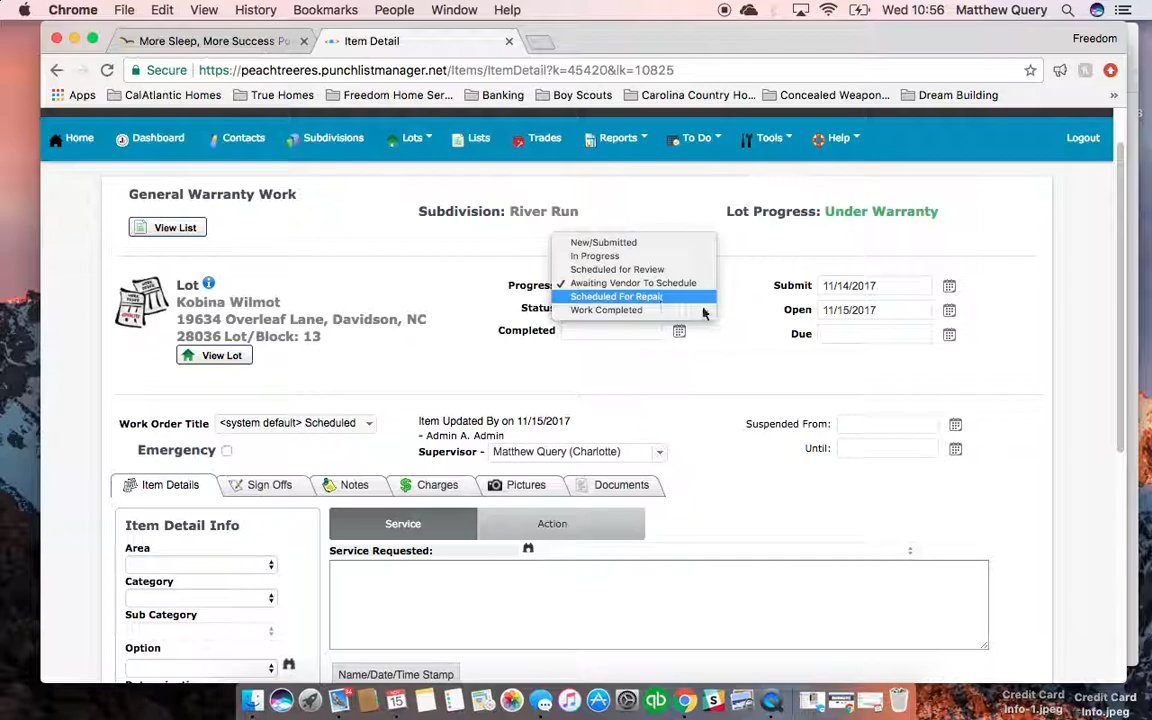 Chrome File Edit View History Bookmarks People Window Help Wed 10:56 Matthew Query
More Sleep, More Success Po Item Detail Freedom
Secure https://peachtreeres.punchlistmanager.net/Items/ItemDetail?k=45420&lk=10825
Apps CalAtlantic Homes True Homes Freedom Home Ser... Banking Boy Scouts Carolina Country Ho... Concealed Weapon... Dream Building »
Home Dashboard Contacts Subdivisions Lots Lists Trades Reports To Do Tools Help Logout
General Warranty Work
View List
Subdivision: River Run
Lot Progress: Under Warranty
New/Submitted
In Progress
Scheduled for Review
✓ Awaiting Vendor To Schedule
Scheduled For Repair
Work Completed
Lot
Kobina Wilmot
19634 Overleaf Lane, Davidson, NC
28036 Lot/Block: 13
View Lot
Progress
Status
Completed
Submit 11/14/2017
Open 11/15/2017
Due
Work Order Title <system default> Scheduled
Emergency
Item Updated By on 11/15/2017
- Admin A. Admin
Supervisor - Matthew Query (Charlotte)
Suspended From:
Until:
Item Details Sign Offs Notes Charges Pictures Documents
Item Detail Info
Area
Category
Sub Category
Option
Service Action
Service Requested:
Name/Date/Time Stamp
NOV
15
Credit Card
Info-1.jpeg
Credit Card
Info.jpeg